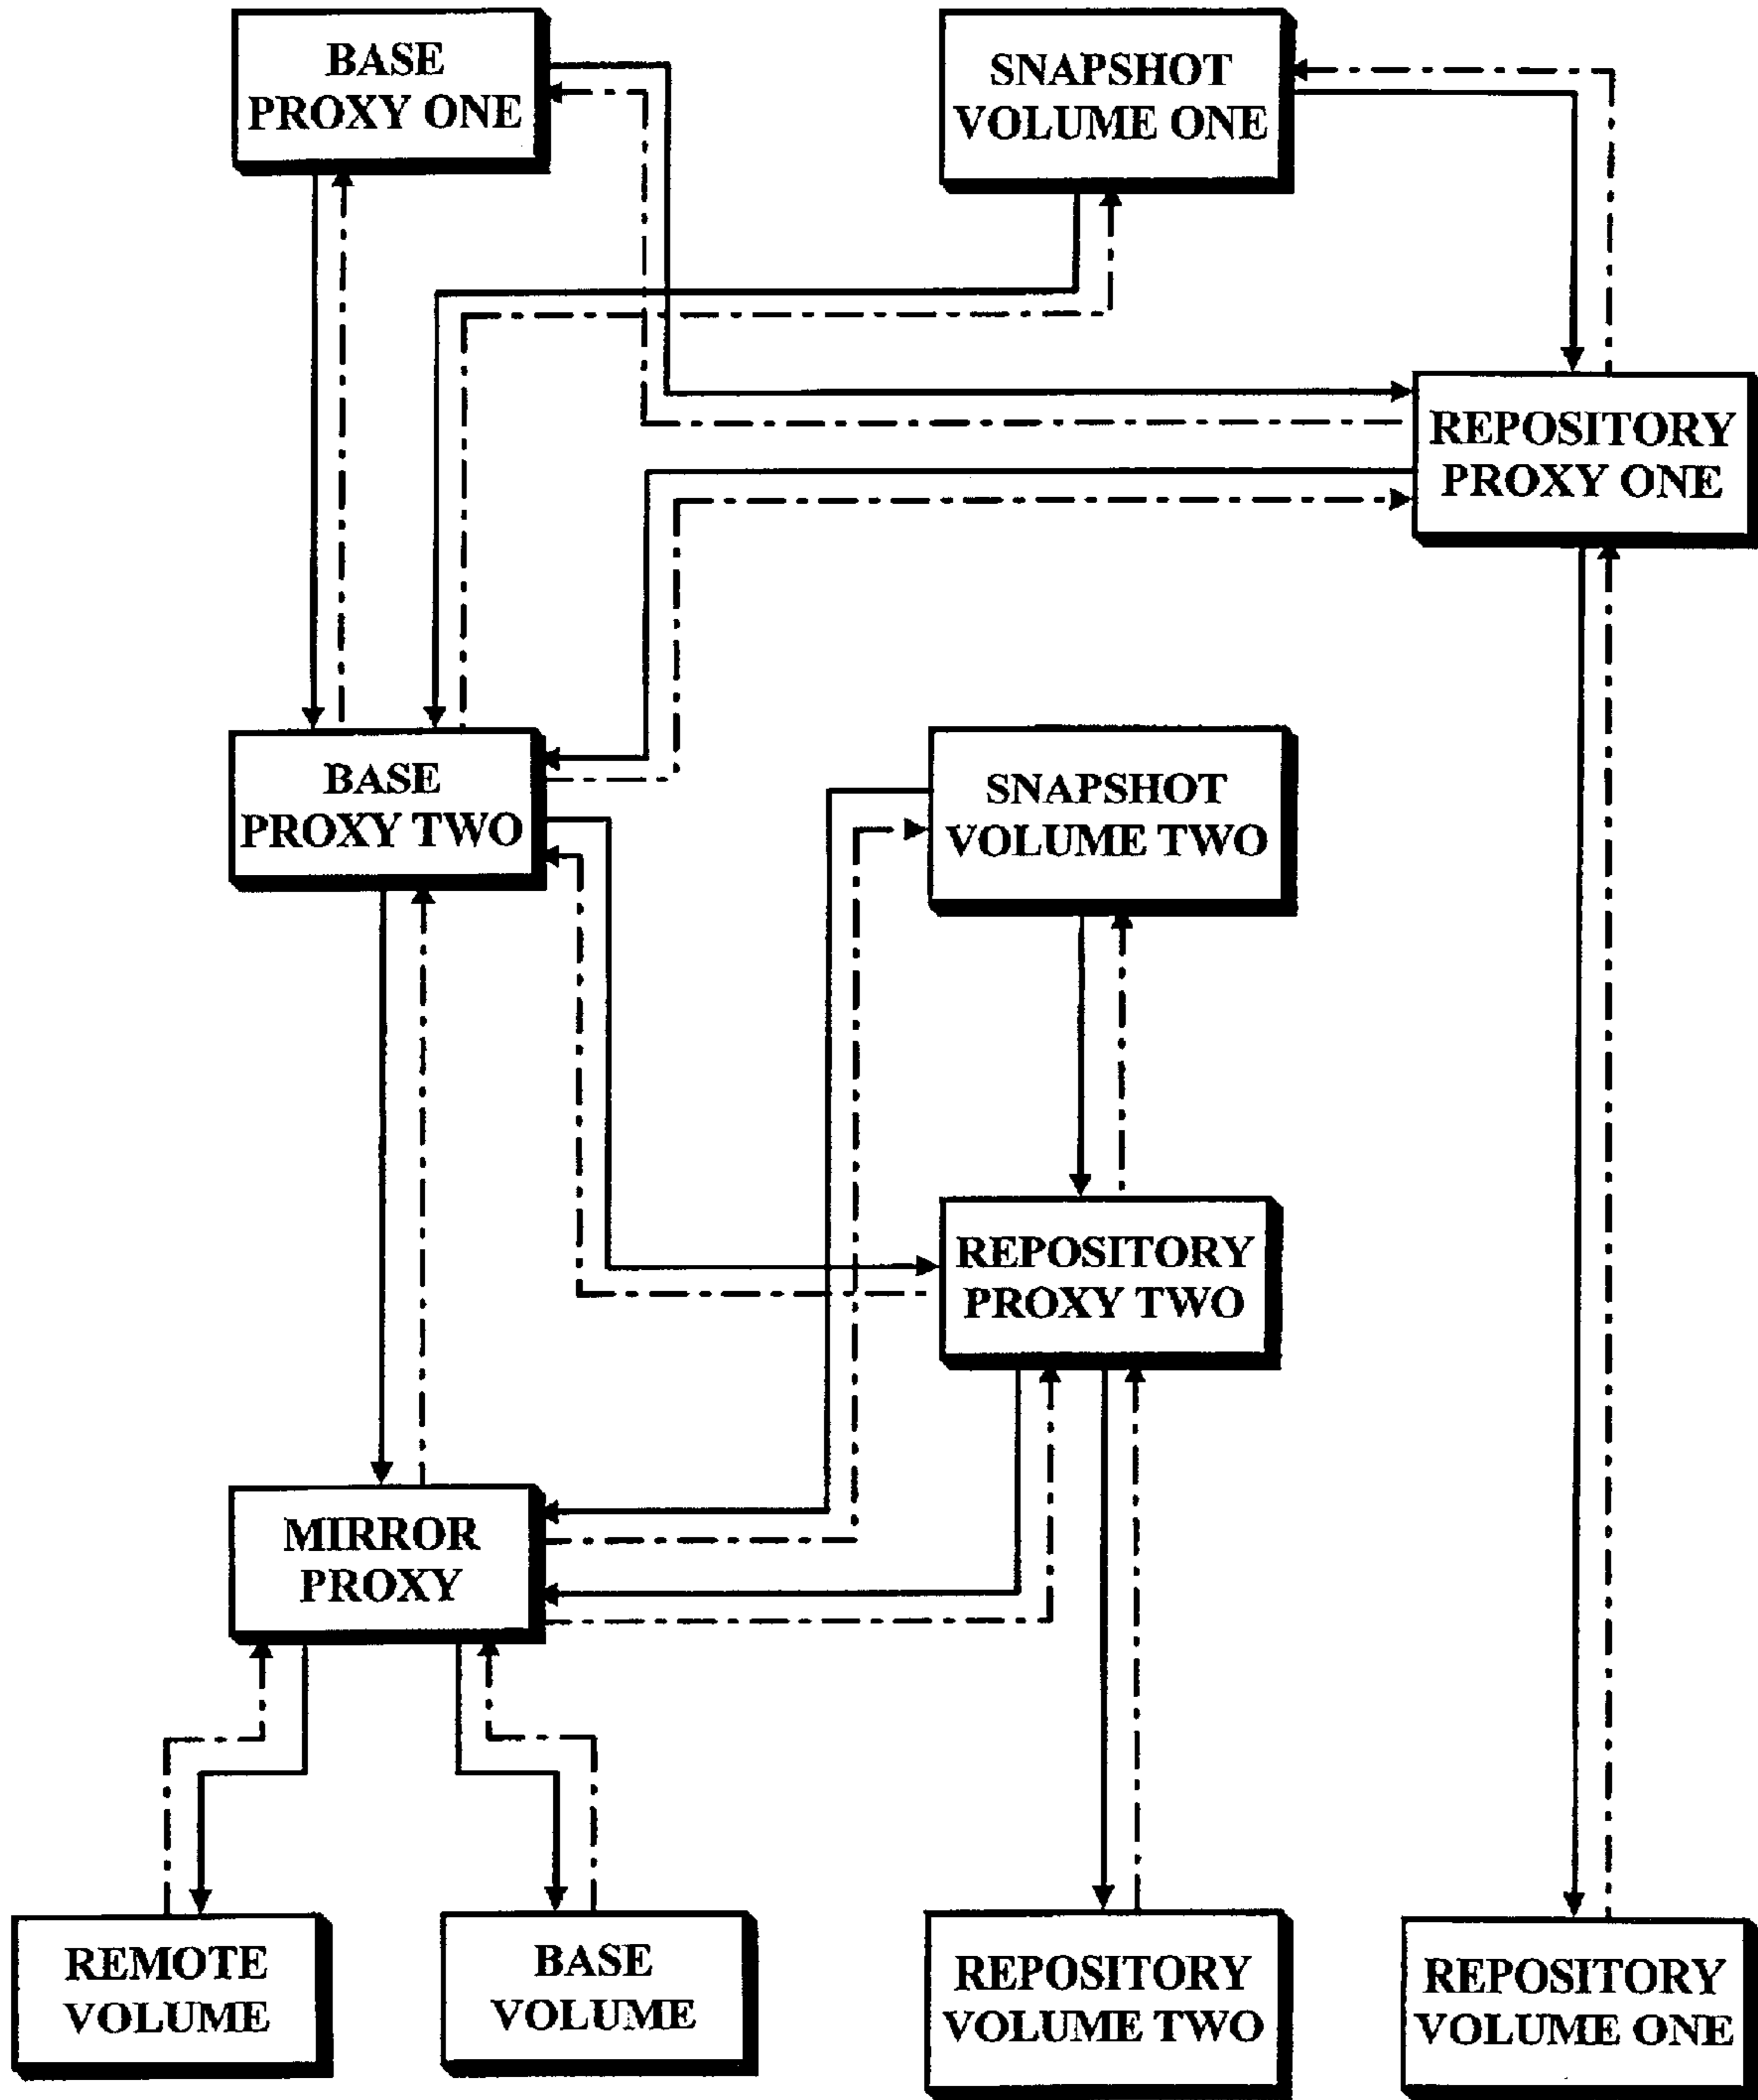 BASE
PROXY ONE
SNAPSHOT
VOLUME ONE
REPOSITORY
PROXY ONE
BASE
PROXY TWO
SNAPSHOT
VOLUME TWO
REPOSITORY
PROXY TWO
MIRROR
PROXY
REMOTE
VOLUME
BASE
VOLUME
REPOSITORY
VOLUME TWO
REPOSITORY
VOLUME ONE